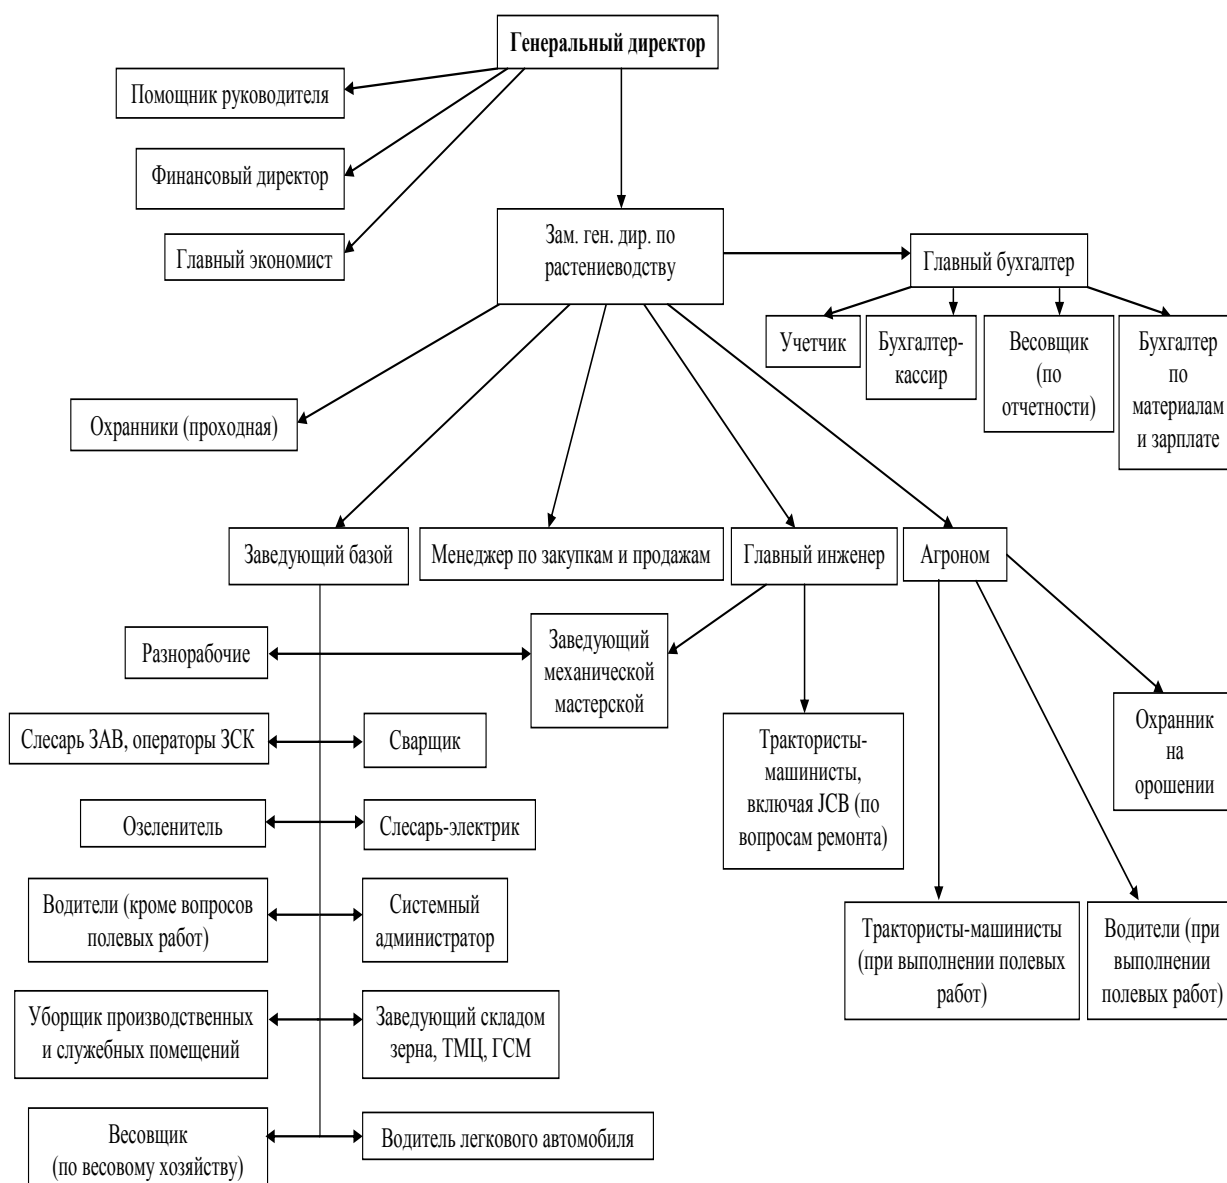 Генеральный директор
Помощник руководителя
Финансовый директор
Главный экономист
Зам. ген. дир. по
растениеводству
Главный бухгалтер
Учетчик
Бухгалтер-
кассир
Весовщик
(по
отчетности)
Бухгалтер
по
материалам
и зарплате
Охранники (проходная)
Заведующий базой
Менеджер по закупкам и продажам
Главный инженер
Агроном
Разнорабочие
Заведующий
механической
мастерской
Слесарь ЗАВ, операторы ЗСК
Сварщик
Трактористы-
машинисты,
включая JCB (по
вопросам ремонта)
Охранник
на
орошении
Озеленитель
Слесарь-электрик
Водители (кроме вопросов
полевых работ)
Системный
администратор
Трактористы-машинисты
(при выполнении полевых
работ)
Водители (при
выполнении
полевых работ)
Уборщик производственных
и служебных помещений
Заведующий складом
зерна, ТМЦ, ГСМ
Весовщик
(по весовому хозяйству)
Водитель легкового автомобиля